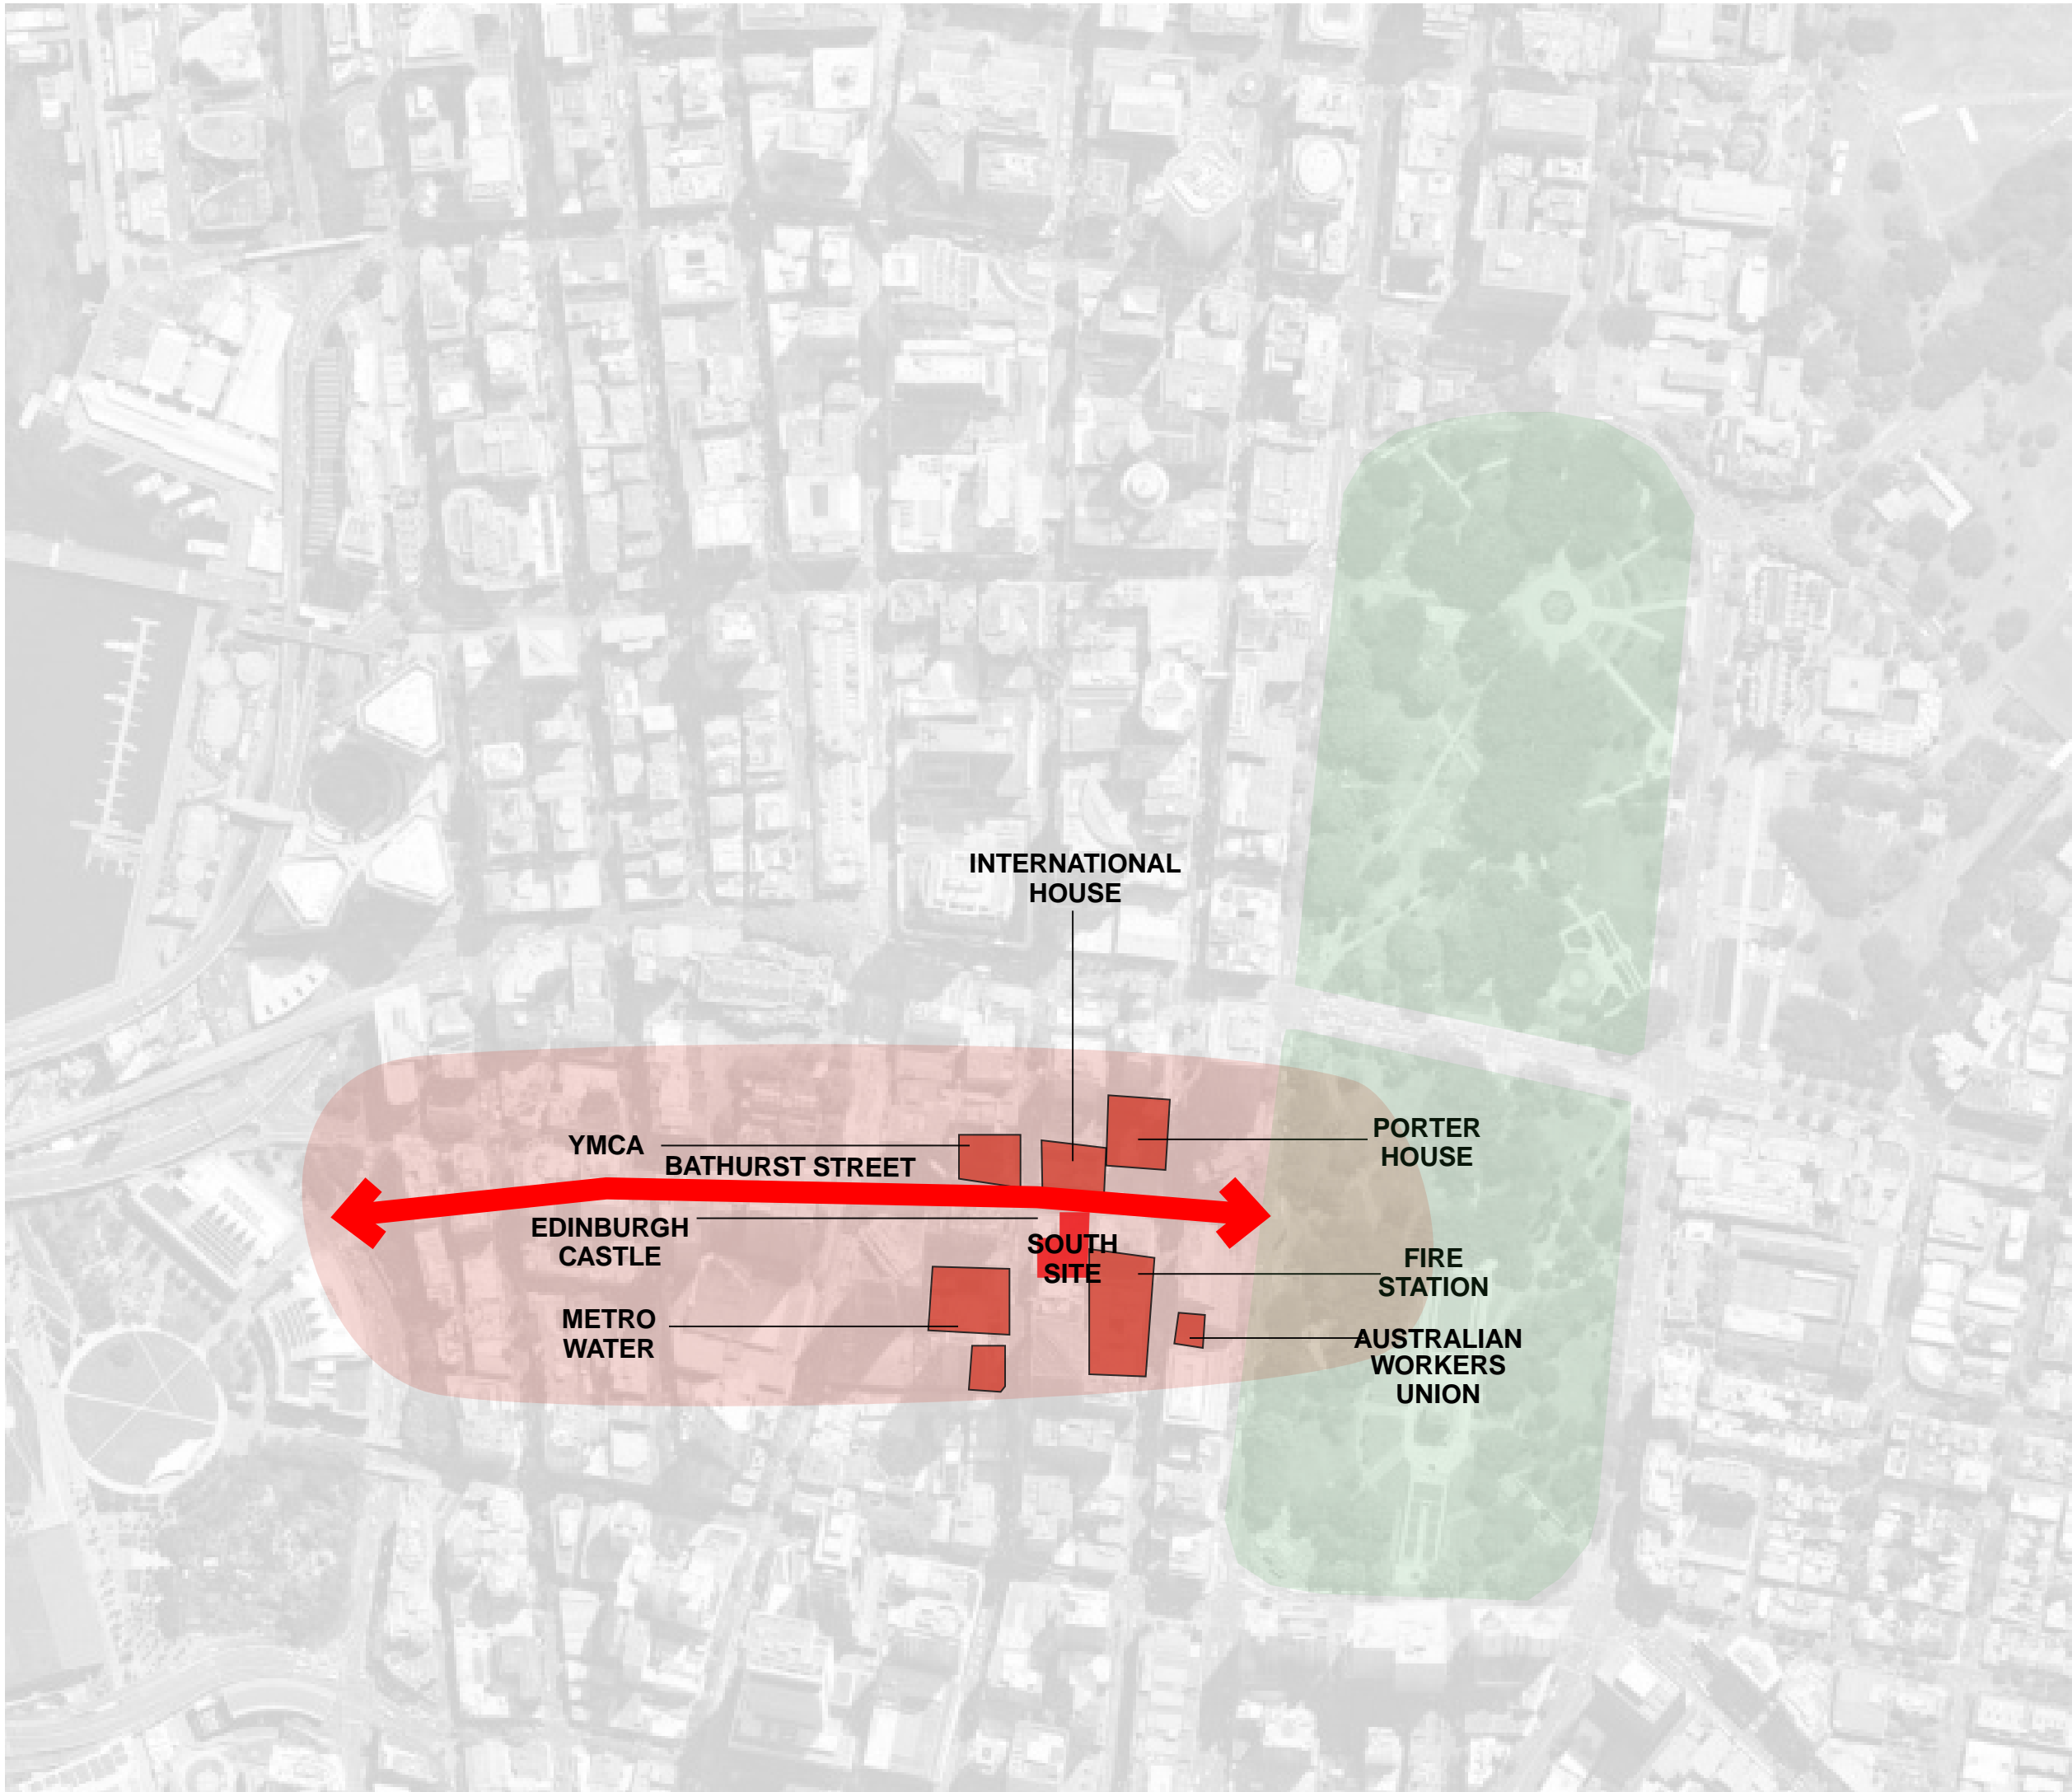 INTERNATIONAL
HOUSE
PORTER
HOUSE
YMCA
BATHURST STREET
EDINBURGH
CASTLE
SOUTH
SITE
FIRE
STATION
METRO
WATER
AUSTRALIAN
WORKERS
UNION